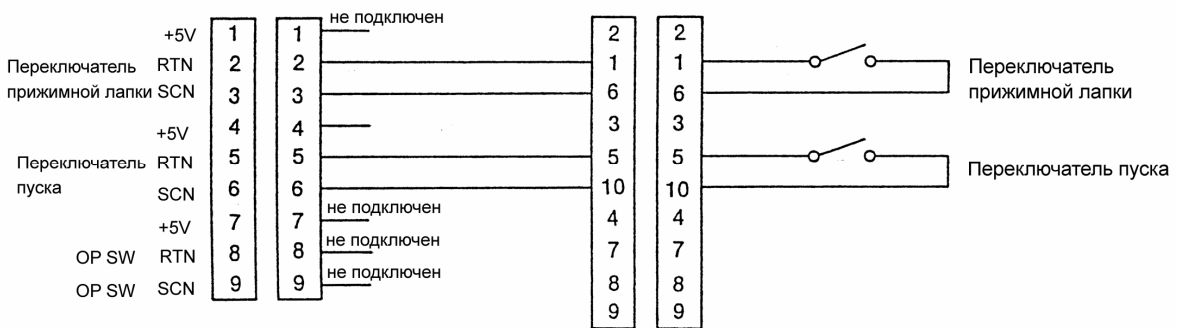 не подключен
+5V 1 1 2 2
Переключатель RTN 2 2 1 1 Переключатель
прижимной лапки SCN 3 3 6 6 прижимной лапки
+5V 4 4 3 3
Переключатель RTN 5 5 5 5 Переключатель пуска
пуска SCN 6 6 10 10
не подключен
+5V 7 7 4 4
не подключен
OP SW RTN 8 8 7 7
не подключен
OP SW SCN 9 9 8 8
9 9